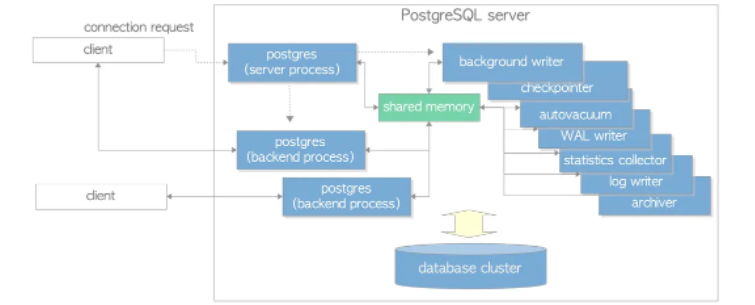 PostgreSQL server
connection request
client
postgres
(server process)
background writer
checkpointer
shared memory
autovacuum
WAL writer
postgres
(backend process)
statistics collector
log writer
client
postgres
(backend process)
archiver
database cluster